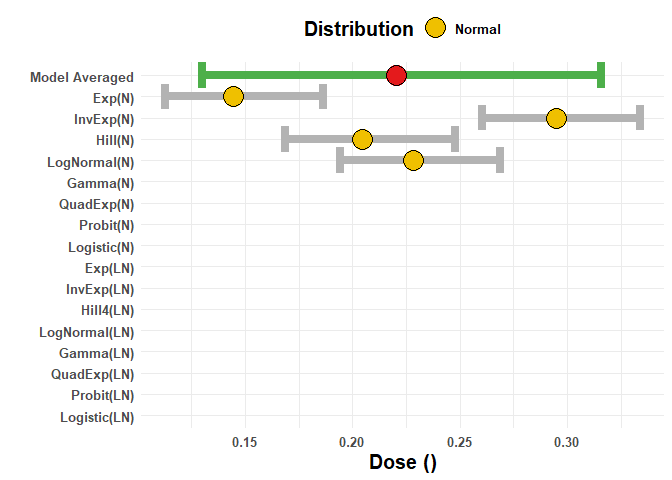 Distribution Normal
Model Averaged
Exp(N)
InvExp(N)
Hill(N)
LogNormal(N)
Gamma(N)
QuadExp(N)
Probit(N)
Logistic(N)
Exp(LN)
InvExp(LN)
Hill4(LN)
LogNormal(LN)
Gamma(LN)
QuadExp(LN)
Probit(LN)
Logistic(LN)
0.15 0.20 0.25 0.30
Dose ()